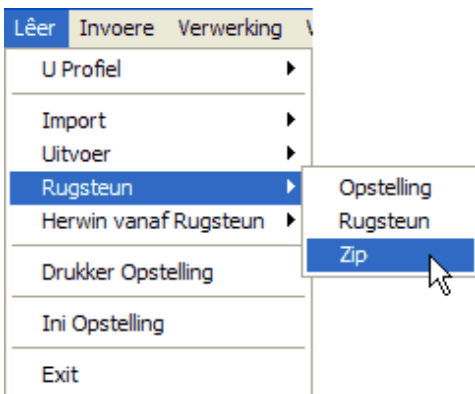 Lêer Invoere Verwerking
U Profiel
Import
Uitvoer
Rugsteun
Herwin vanaf Rugsteun
Drukker Opstelling
Ini Opstelling
Exit
Opstelling
Rugsteun
Zip